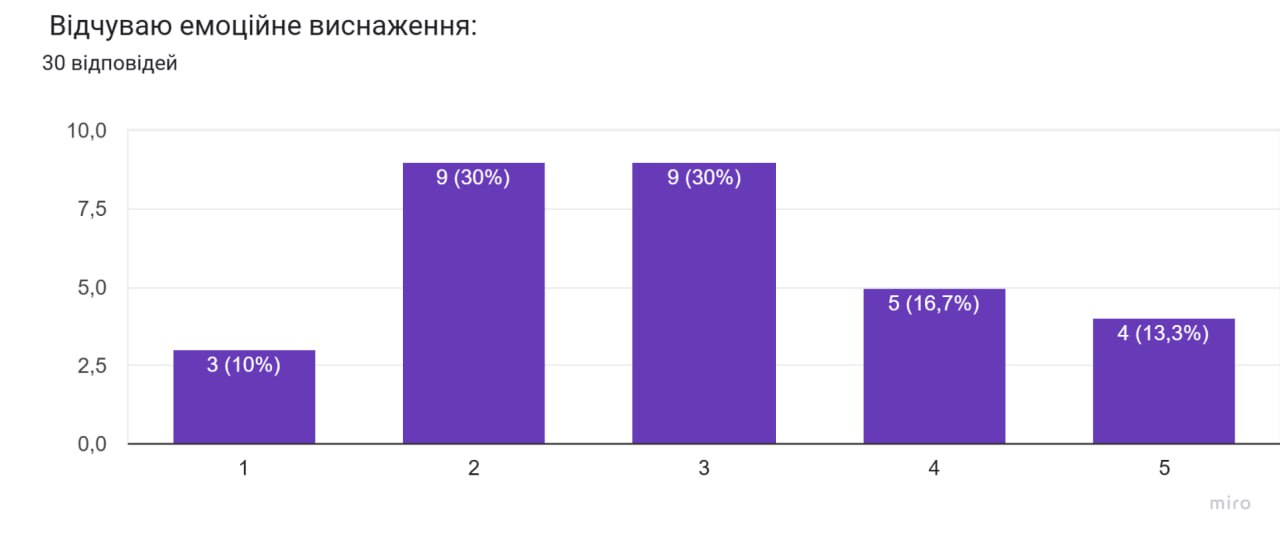 Відчуваю емоційне виснаження:
30 відповідей
10,0
7,5
5,0
2,5
0,0
3 (10%)
9 (30%)
9 (30%)
5 (16,7%)
4 (13,3%)
1 2 3 4 5
miro